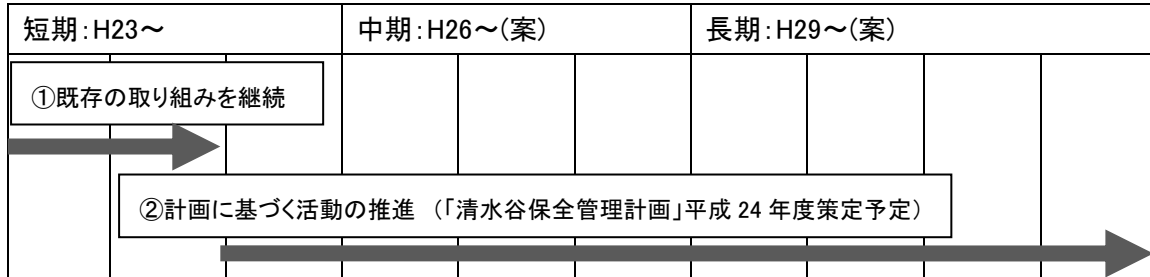 短期:H23～
中期:H26～(案)
長期:H29～(案)
①既存の取り組みを継続
②計画に基づく活動の推進 (「清水谷保全管理計画」平成 24 年度策定予定)